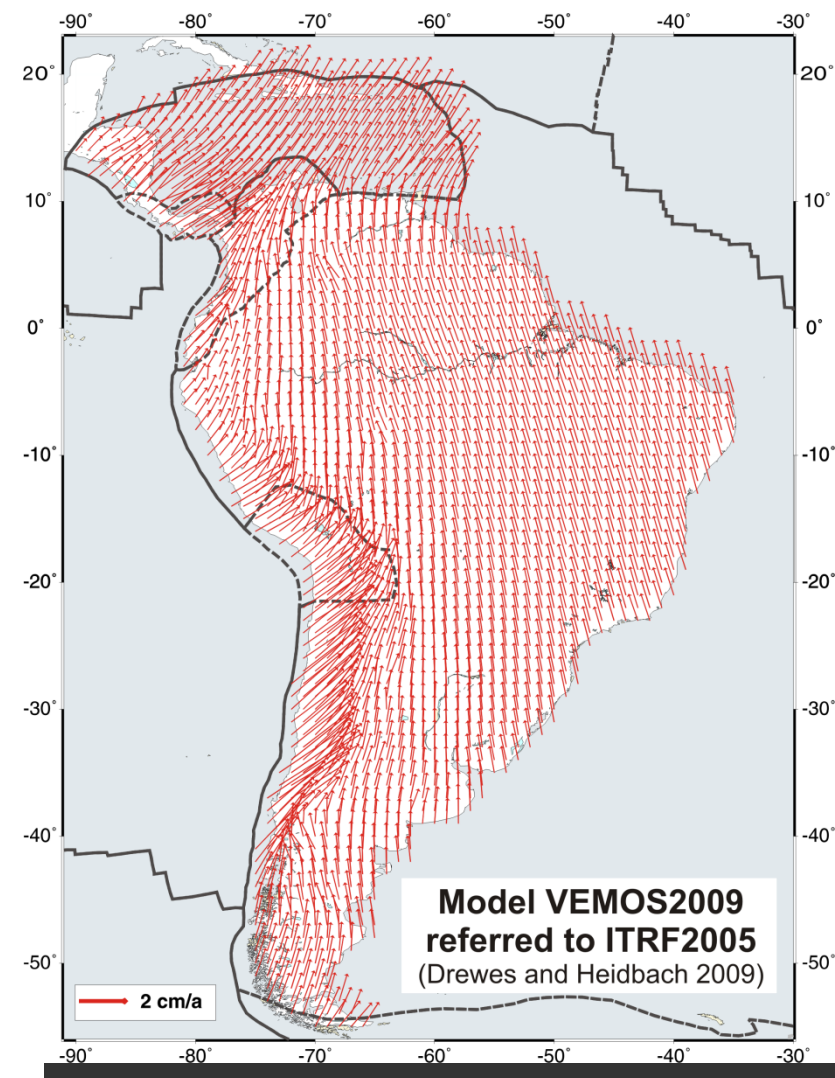 -90° -80° -70° -60° -50° -40° -30°
20° 20°
10° 10°
0° 0°
-10° -10°
-20° -20°
-30° -30°
-40° -40°
Model VEMOS2009
referred to ITRF2005
(Drewes and Heidbach 2009)
-50° -50°
2 cm/a
-90° -80° -70° -60° -50° -40° -30°